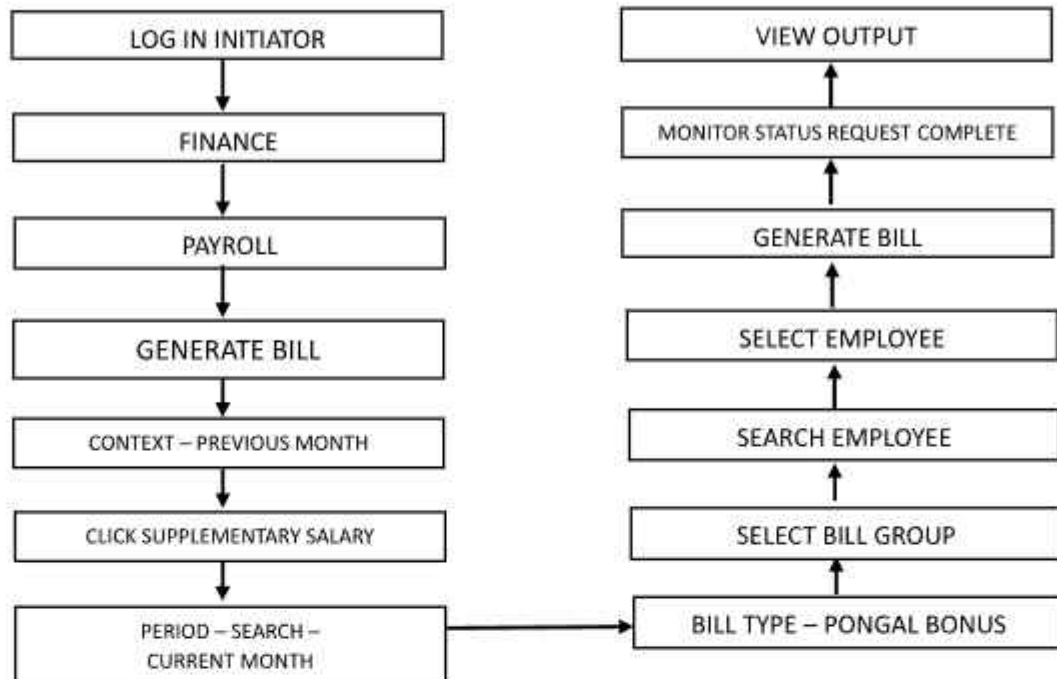 LOG IN INITIATOR
FINANCE
PAYROLL
GENERATE BILL
CONTEXT – PREVIOUS MONTH
CLICK SUPPLEMENTARY SALARY
PERIOD – SEARCH –
CURRENT MONTH
BILL TYPE – PONGAL BONUS
SELECT BILL GROUP
SEARCH EMPLOYEE
SELECT EMPLOYEE
GENERATE BILL
MONITOR STATUS REQUEST COMPLETE
VIEW OUTPUT